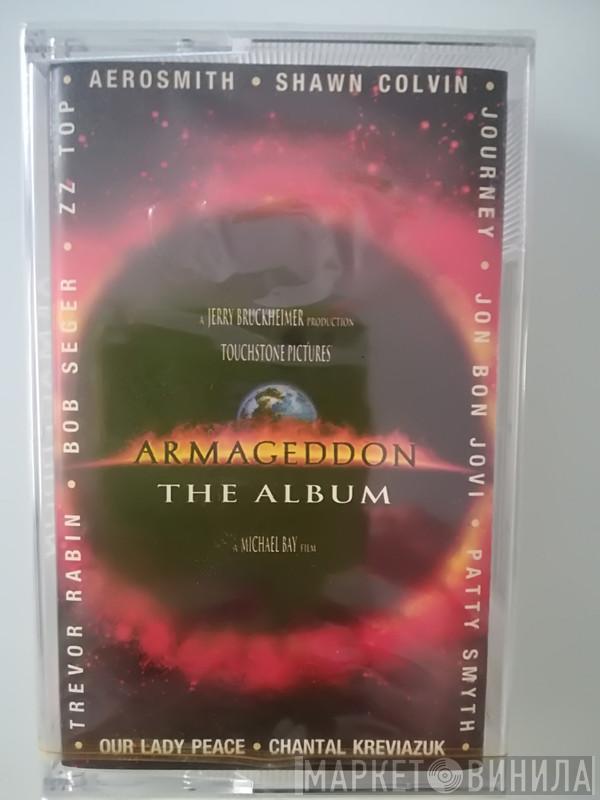 • AEROSMITH • SHAWN COLVIN •
JOURNEY • JON BON JOVI • PATTY SMYTH •
TREVOR RABIN • BOB SEGER • ZZ TOP
A JERRY BRUCKHEIMER PRODUCTION
TOUCHSTONE PICTURES
ARMAGEDDON
THE ALBUM
A MICHAEL BAY FILM
• OUR LADY PEACE • CHANTAL KREVIAZUK •
МАРКЕТ ВИНИЛА